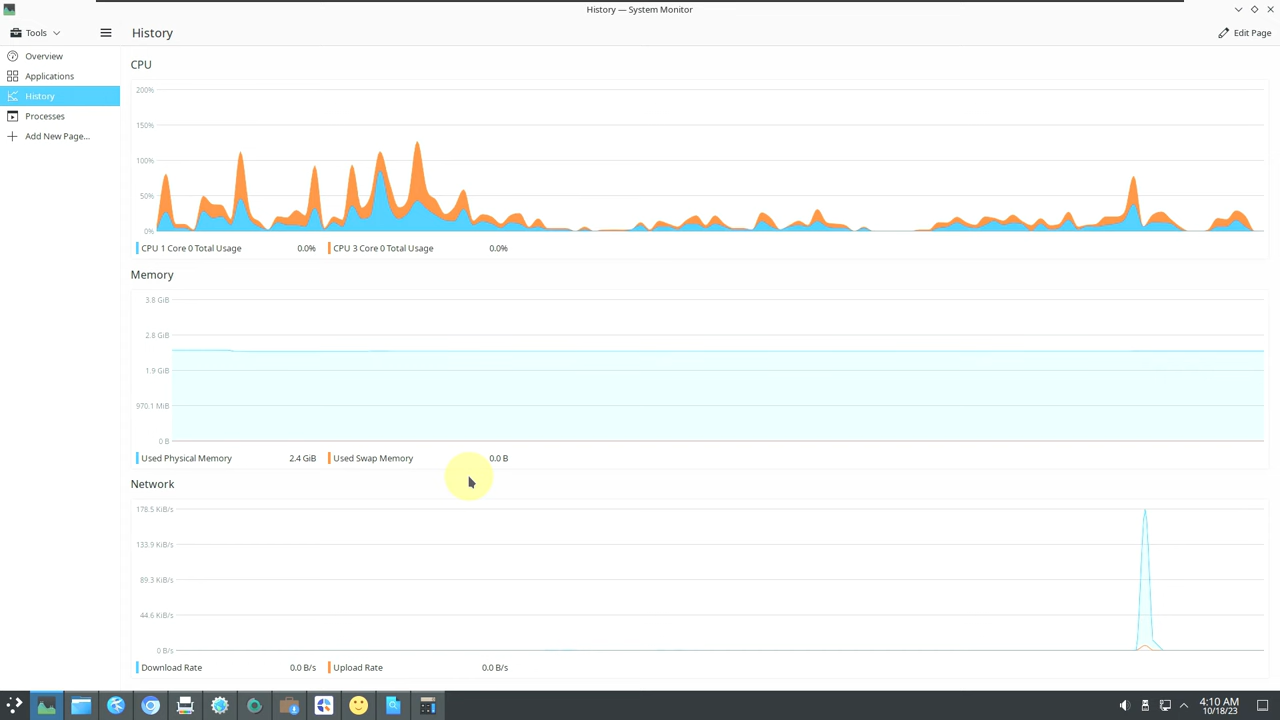 History — System Monitor
Tools
History
Edit Page
Overview
Applications
History
Processes
Add New Page...
CPU
200%
150%
100%
50%
0%
CPU 1 Core 0 Total Usage 0.0% CPU 3 Core 0 Total Usage 0.0%
Memory
3.8 GiB
2.8 GiB
1.9 GiB
970.1 MiB
0 B
Used Physical Memory 2.4 GiB Used Swap Memory 0.0 B
Network
178.5 KiB/s
133.9 KiB/s
89.3 KiB/s
44.6 KiB/s
0 B/s
Download Rate 0.0 B/s Upload Rate 0.0 B/s
4:10 AM
10/18/23